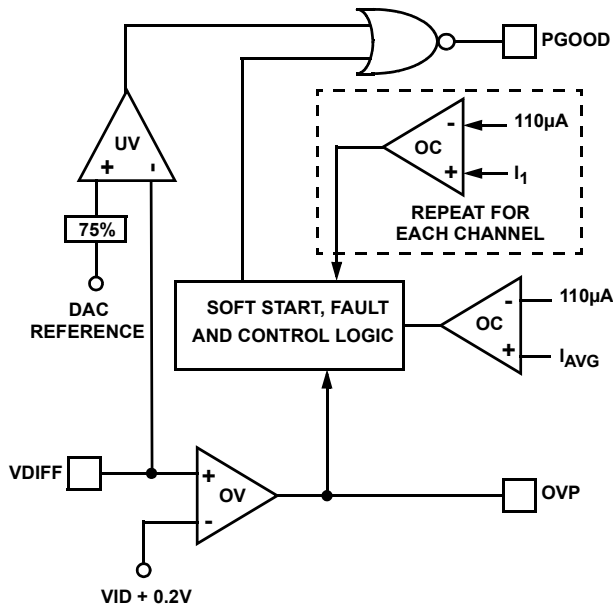 PGOOD
UV
+ -
75%
DAC
REFERENCE
-
OC
+
110µA
I1
REPEAT FOR
EACH CHANNEL
SOFT START, FAULT
AND CONTROL LOGIC
-
OC
+
110µA
IAVG
VDIFF
+
OV
-
OVP
VID + 0.2V